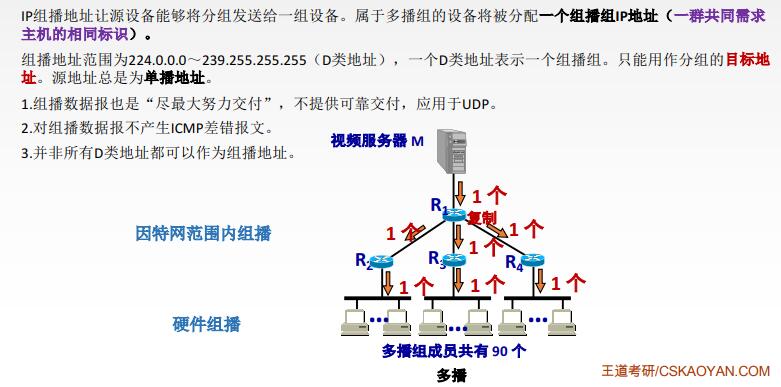 IP组播地址让源设备能够将分组发送给一组设备。属于多播组的设备将被分配一个组播组IP地址（一群共同需求
主机的相同标识）。
组播地址范围为224.0.0.0～239.255.255.255（D类地址），一个D类地址表示一个组播组。只能用作分组的目标地
址。源地址总是为单播地址。
1.组播数据报也是“尽最大努力交付”，不提供可靠交付，应用于UDP。
2.对组播数据报不产生ICMP差错报文。
3.并非所有D类地址都可以作为组播地址。
视频服务器 M
1 个
R1
复制
因特网范围内组播
1 个
1 个
1 个
R2
R3
R4
1 个
1 个
1 个
硬件组播
多播组成员共有 90 个
多播
王道考研/CSKAOYAN.COM